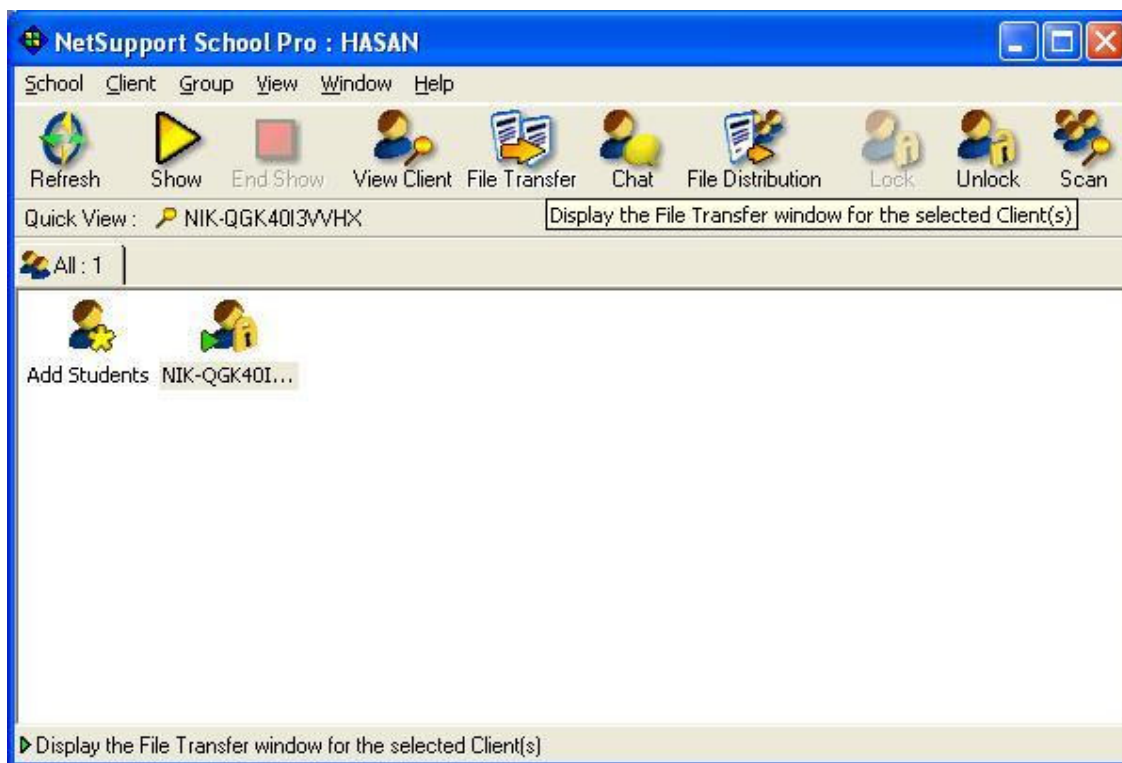 NetSupport School Pro : HASAN
School Client Group View Window Help
Refresh Show End Show View Client File Transfer Chat File Distribution Lock Unlock Scan
Quick View : NIK-QGK40I3VVHX
Display the File Transfer window for the selected Client(s)
All : 1
Add Students NIK-QGK40I...
Display the File Transfer window for the selected Client(s)